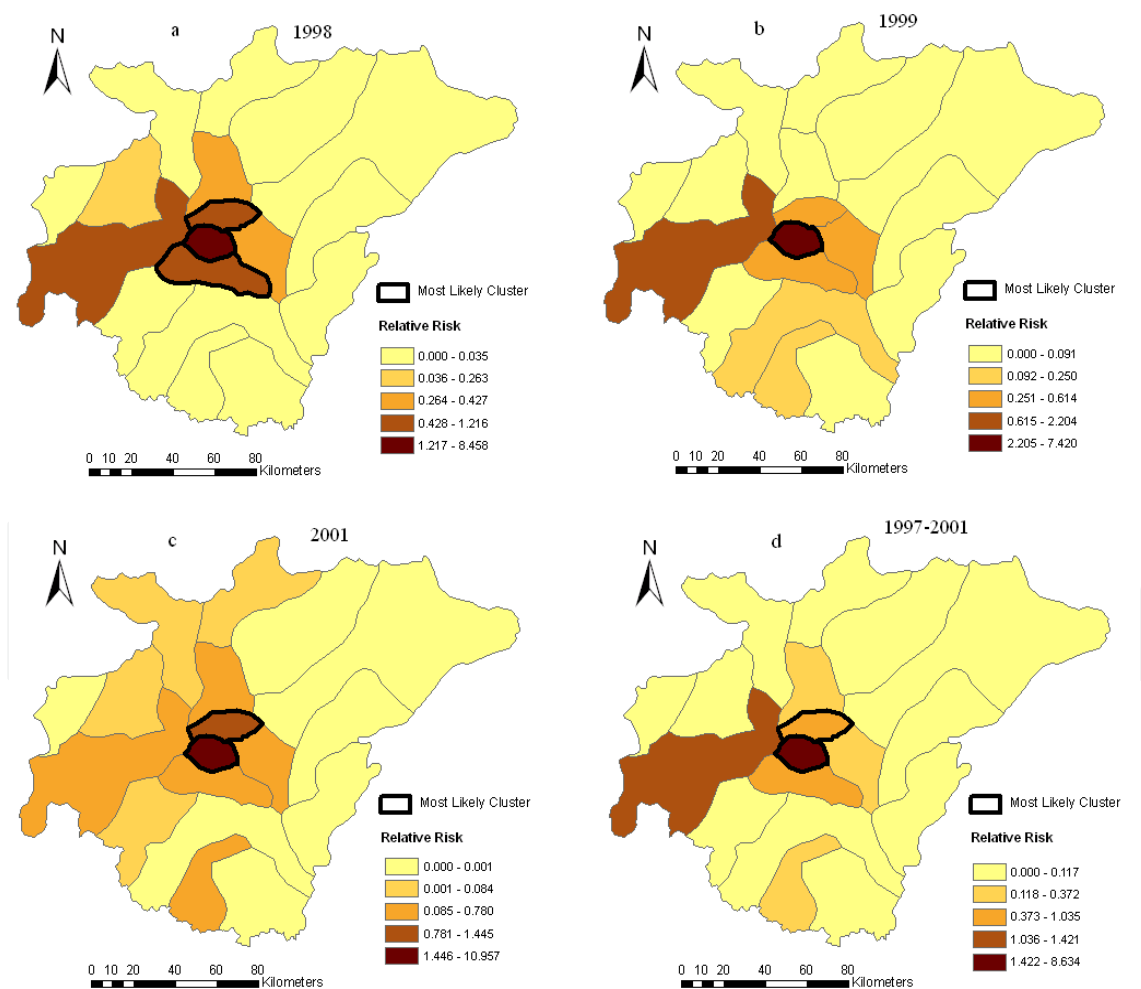 a 1998
N
Most Likely Cluster
Relative Risk
0.000 - 0.035
0.036 - 0.263
0.264 - 0.427
0.428 - 1.216
1.217 - 8.458
0 10 20 40 60 80
Kilometers
b 1999
N
Most Likely Cluster
Relative Risk
0.000 - 0.091
0.092 - 0.250
0.251 - 0.614
0.615 - 2.204
2.205 - 7.420
0 10 20 40 60 80
Kilometers
c 2001
N
Most Likely Cluster
Relative Risk
0.000 - 0.001
0.001 - 0.084
0.085 - 0.780
0.781 - 1.445
1.446 - 10.957
0 10 20 40 60 80
Kilometers
d 1997-2001
N
Most Likely Cluster
Relative Risk
0.000 - 0.117
0.118 - 0.372
0.373 - 1.035
1.036 - 1.421
1.422 - 8.634
0 10 20 40 60 80
Kilometers